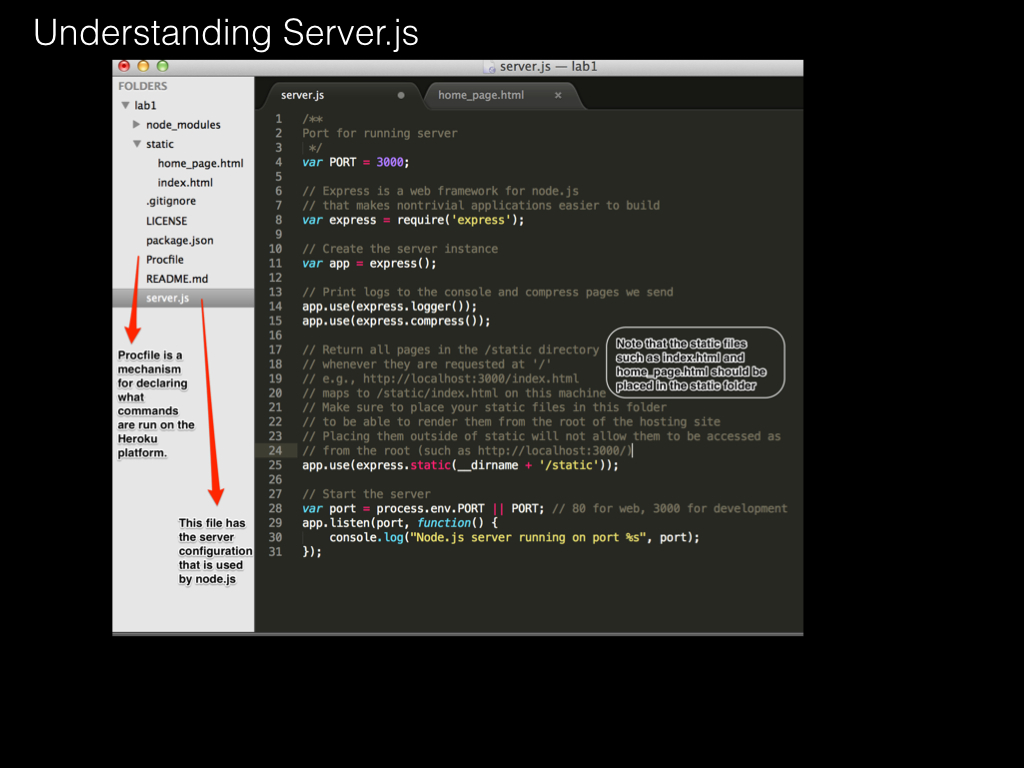 Understanding Server.js
server.js — lab1
FOLDERS
lab1
node_modules
static
home_page.html
index.html
.gitignore
LICENSE
package.json
Procfile
README.md
server.js
Procfile is a
mechanism
for declaring
what
commands
are run on the
Heroku
platform.
This file has
the server
configuration
that is used
by node.js
server.js
home_page.html
1 /**
2 Port for running server
3 */
4 var PORT = 3000;
5
6 // Express is a web framework for node.js
7 // that makes nontrivial applications easier to build
8 var express = require('express');
9
10 // Create the server instance
11 var app = express();
12
13 // Print logs to the console and compress pages we send
14 app.use(express.logger());
15 app.use(express.compress());
16
17 // Return all pages in the /static directory
18 // whenever they are requested at '/'
19 // e.g., http://localhost:3000/index.html
20 // maps to /static/index.html on this machine
21 // Make sure to place your static files in this folder
22 // to be able to render them from the root of the hosting site
23 // Placing them outside of static will not allow them to be accessed as
24 // from the root (such as http://localhost:3000/)
25 app.use(express.static(__dirname + '/static'));
26
27 // Start the server
28 var port = process.env.PORT || PORT; // 80 for web, 3000 for development
29 app.listen(port, function() {
30 console.log("Node.js server running on port %s", port);
31 });
Note that the static files
such as index.html and
home_page.html should be
placed in the static folder